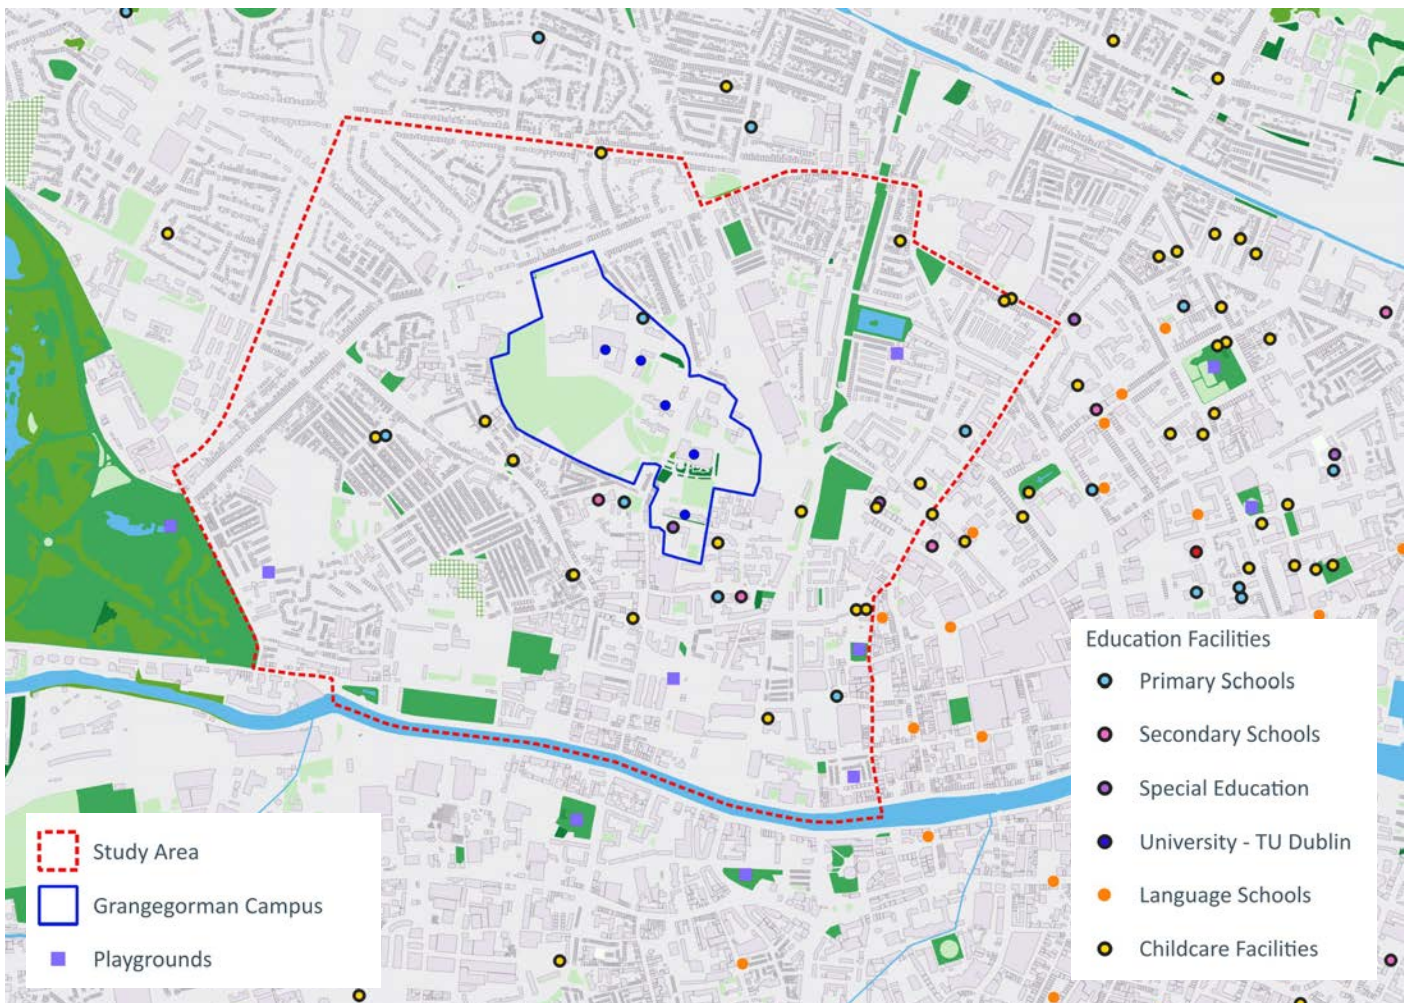 Education Facilities
Primary Schools
Secondary Schools
Special Education
University - TU Dublin
Language Schools
Childcare Facilities
Study Area
Grangegorman Campus
Playgrounds